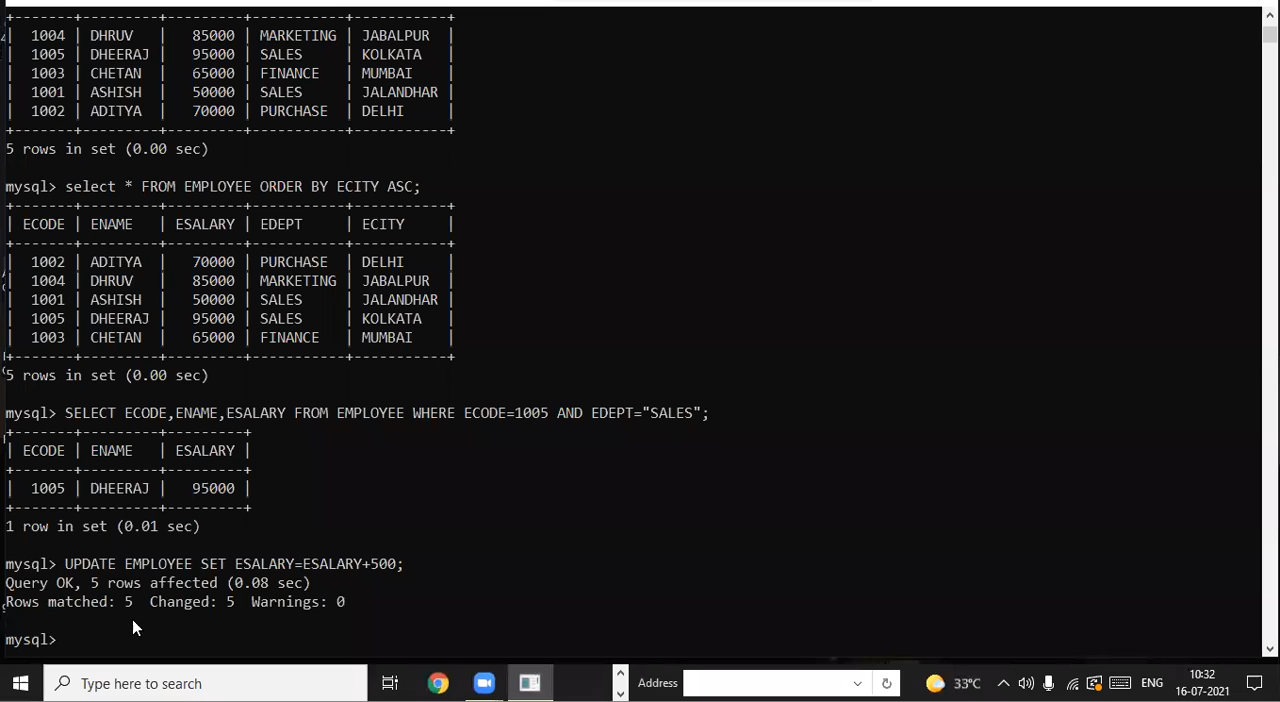 +-------+---------+---------+-----------+-----------+
|  1004 | DHRUV   |   85000 | MARKETING | JABALPUR  |
|  1005 | DHEERAJ |   95000 | SALES     | KOLKATA   |
|  1003 | CHETAN  |   65000 | FINANCE   | MUMBAI    |
|  1001 | ASHISH  |   50000 | SALES     | JALANDHAR |
|  1002 | ADITYA  |   70000 | PURCHASE  | DELHI     |
+-------+---------+---------+-----------+-----------+
5 rows in set (0.00 sec)
mysql> select * FROM EMPLOYEE ORDER BY ECITY ASC;
+-------+---------+---------+-----------+-----------+
| ECODE | ENAME   | ESALARY | EDEPT     | ECITY     |
+-------+---------+---------+-----------+-----------+
|  1002 | ADITYA  |   70000 | PURCHASE  | DELHI     |
|  1004 | DHRUV   |   85000 | MARKETING | JABALPUR  |
|  1001 | ASHISH  |   50000 | SALES     | JALANDHAR |
|  1005 | DHEERAJ |   95000 | SALES     | KOLKATA   |
|  1003 | CHETAN  |   65000 | FINANCE   | MUMBAI    |
+-------+---------+---------+-----------+-----------+
5 rows in set (0.00 sec)
mysql> SELECT ECODE,ENAME,ESALARY FROM EMPLOYEE WHERE ECODE=1005 AND EDEPT="SALES";
+-------+---------+---------+
| ECODE | ENAME   | ESALARY |
+-------+---------+---------+
|  1005 | DHEERAJ |   95000 |
+-------+---------+---------+
1 row in set (0.01 sec)
mysql> UPDATE EMPLOYEE SET ESALARY=ESALARY+500;
Query OK, 5 rows affected (0.08 sec)
Rows matched: 5  Changed: 5  Warnings: 0
mysql>
Type here to search
Address
33°C
ENG
10:32
16-07-2021